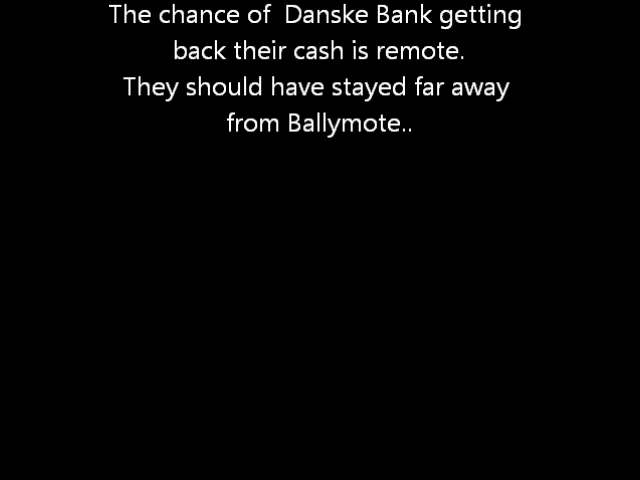 The chance of  Danske Bank getting
back their cash is remote.
They should have stayed far away
from Ballymote..